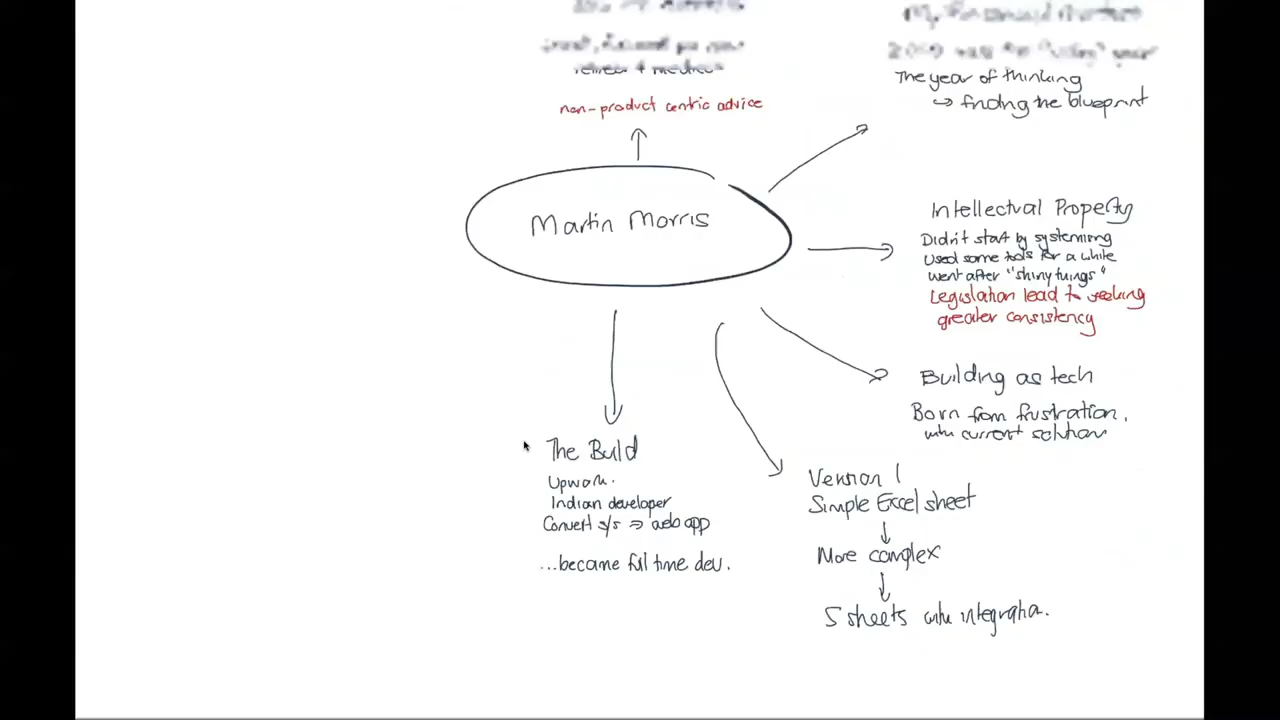 non-product centric advice
The year of thinking
→ finding the blueprint
Martin Morris
Intellectual Property
Didn't start by systemising
Used some tools for a while
Went after "shiny things"
Legislation lead to seeking
greater consistency
Building as tech
Born from frustration.
with current solution
Version 1
Simple Excel sheet
↓
More complex
↓
5 sheets with integration.
The Build
Upwork.
Indian developer
Convert s/s ⇒ web app
...became full time dev.